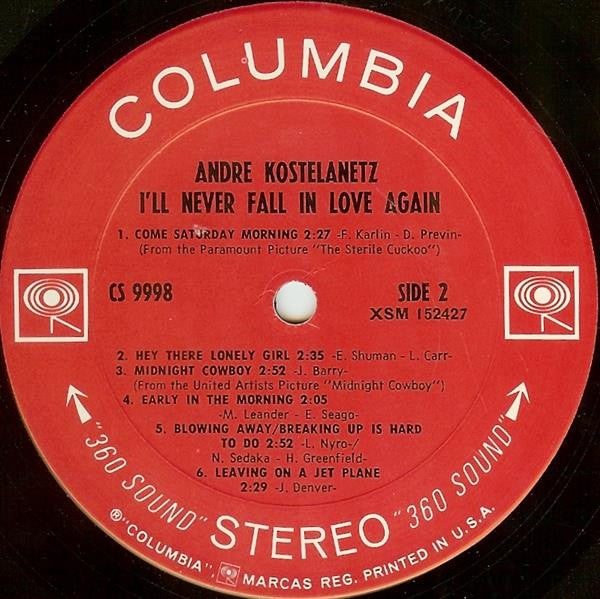 COLUMBIA
ANDRE KOSTELANETZ
I'LL NEVER FALL IN LOVE AGAIN
1. COME SATURDAY MORNING 2:27 -F. Karlin - D. Previn-
(From the Paramount Picture "The Sterile Cuckoo")
CS 9998
SIDE 2
XSM 152427
2. HEY THERE LONELY GIRL 2:35 -E. Shuman - L. Carr-
3. MIDNIGHT COWBOY 2:52 -J. Barry-
(From the United Artists Picture "Midnight Cowboy")
4. EARLY IN THE MORNING 2:05
-M. Leander - E. Seago-
5. BLOWING AWAY/BREAKING UP IS HARD
TO DO 2:52 -L. Nyro-/
N. Sedaka - H. Greenfield-
6. LEAVING ON A JET PLANE
2:29 -J. Denver-
"360 SOUND" STEREO "360 SOUND"
®"COLUMBIA", MARCAS REG. PRINTED IN U.S.A.